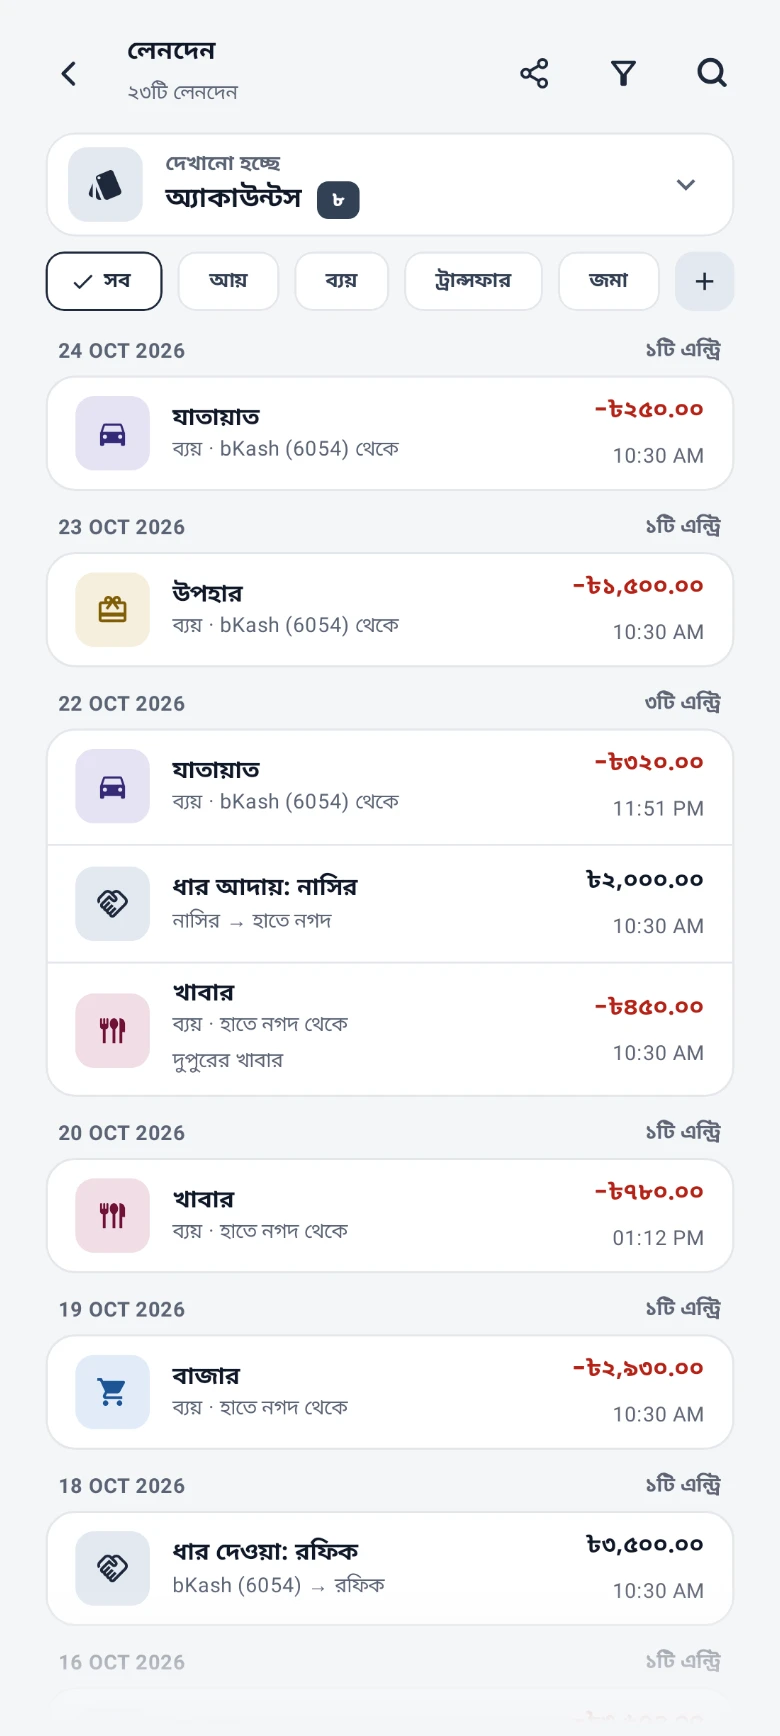 লেনদেন
২৩টি লেনদেন
দেখানো হচ্ছে
অ্যাকাউন্টস ৮
সব আয় ব্যয় ট্রান্সফার জমা +
24 OCT 2026 ১টি এন্ট্রি
যাতায়াত −৳২৫০.০০
ব্যয় · bKash (6054) থেকে 10:30 AM
23 OCT 2026 ১টি এন্ট্রি
উপহার −৳১,৫০০.০০
ব্যয় · bKash (6054) থেকে 10:30 AM
22 OCT 2026 ৩টি এন্ট্রি
যাতায়াত −৳৩২০.০০
ব্যয় · bKash (6054) থেকে 11:51 PM
ধার আদায়: নাসির ৳২,০০০.০০
নাসির → হাতে নগদ 10:30 AM
খাবার −৳৪৫০.০০
ব্যয় · হাতে নগদ থেকে 10:30 AM
দুপুরের খাবার
20 OCT 2026 ১টি এন্ট্রি
খাবার −৳৭৮০.০০
ব্যয় · হাতে নগদ থেকে 01:12 PM
19 OCT 2026 ১টি এন্ট্রি
বাজার −৳২,৯৩০.০০
ব্যয় · হাতে নগদ থেকে 10:30 AM
18 OCT 2026 ১টি এন্ট্রি
ধার দেওয়া: রফিক ৳৩,৫০০.০০
bKash (6054) → রফিক 10:30 AM
16 OCT 2026 ১টি এন্ট্রি